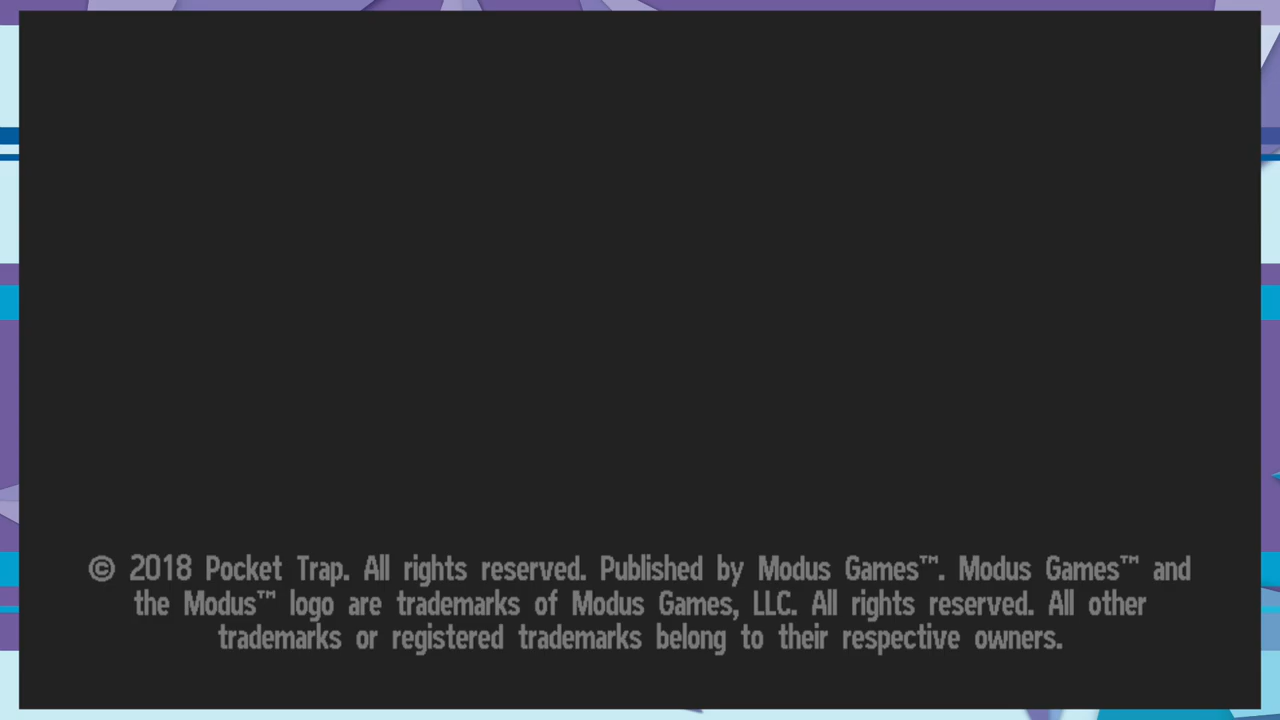 © 2018 Pocket Trap. All rights reserved. Published by Modus Games™. Modus Games™ and
the Modus™ logo are trademarks of Modus Games, LLC. All rights reserved. All other
trademarks or registered trademarks belong to their respective owners.